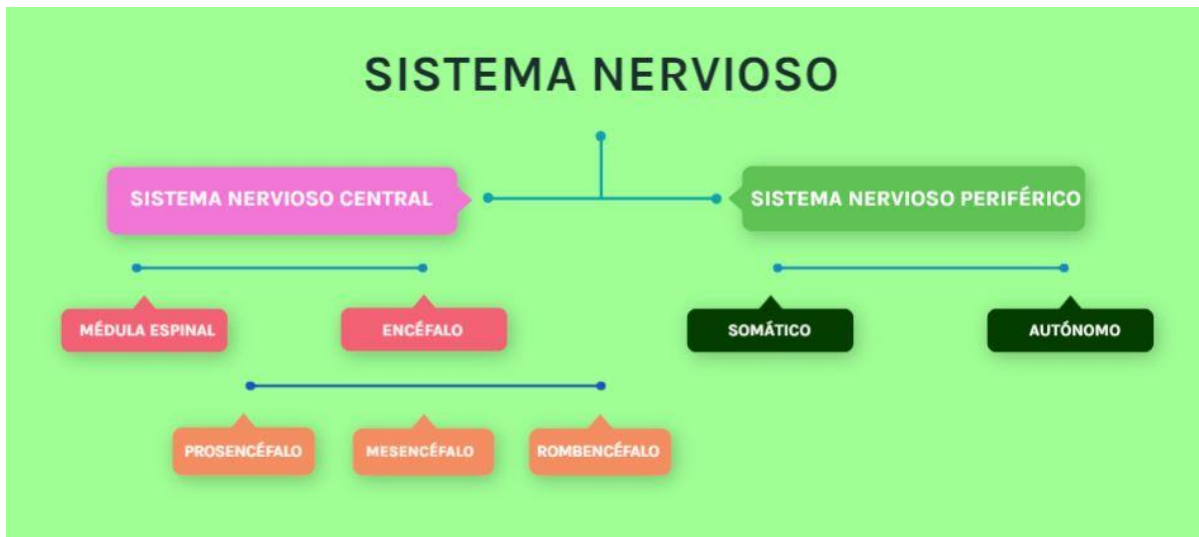 SISTEMA NERVIOSO
SISTEMA NERVIOSO CENTRAL
SISTEMA NERVIOSO PERIFÉRICO
MÉDULA ESPINAL
ENCÉFALO
SOMÁTICO
AUTÓNOMO
PROSENCÉFALO
MESENCÉFALO
ROMBENCÉFALO